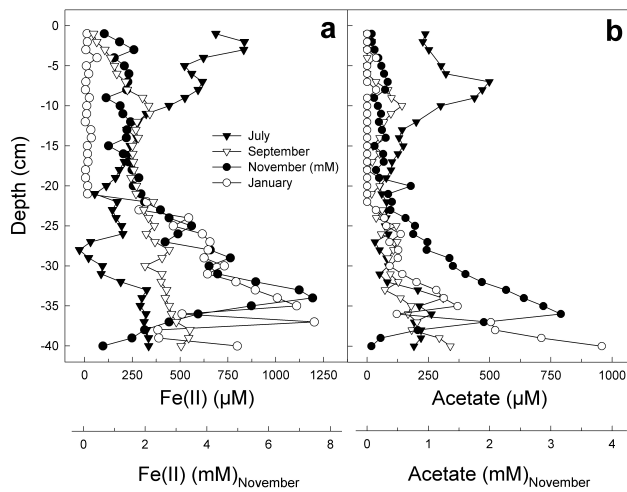 a
b
0
-5
-10
-15
-20
-25
-30
-35
-40
Depth (cm)
July
September
November (mM)
January
0 250 500 750 1000 1250
0 250 500 750 1000
Fe(II) (µM)
Acetate (µM)
0 2 4 6 8
0 1 2 3 4
Fe(II) (mM)November
Acetate (mM)November